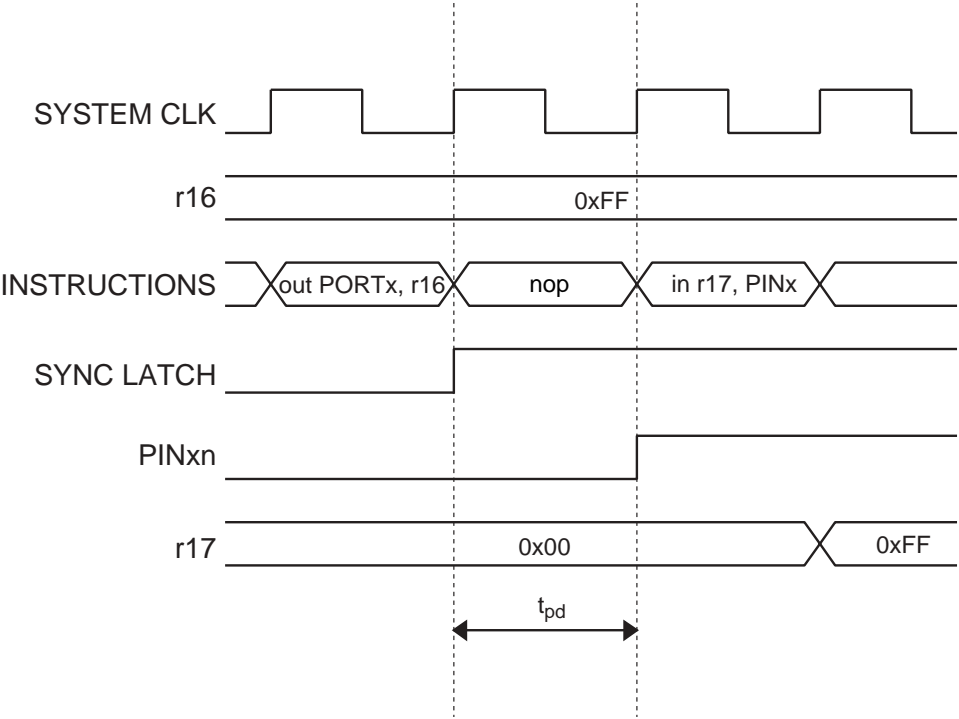 SYSTEM CLK
r16
0xFF
INSTRUCTIONS
out PORTx, r16
nop
in r17, PINx
SYNC LATCH
PINxn
r17
0x00
0xFF
tpd